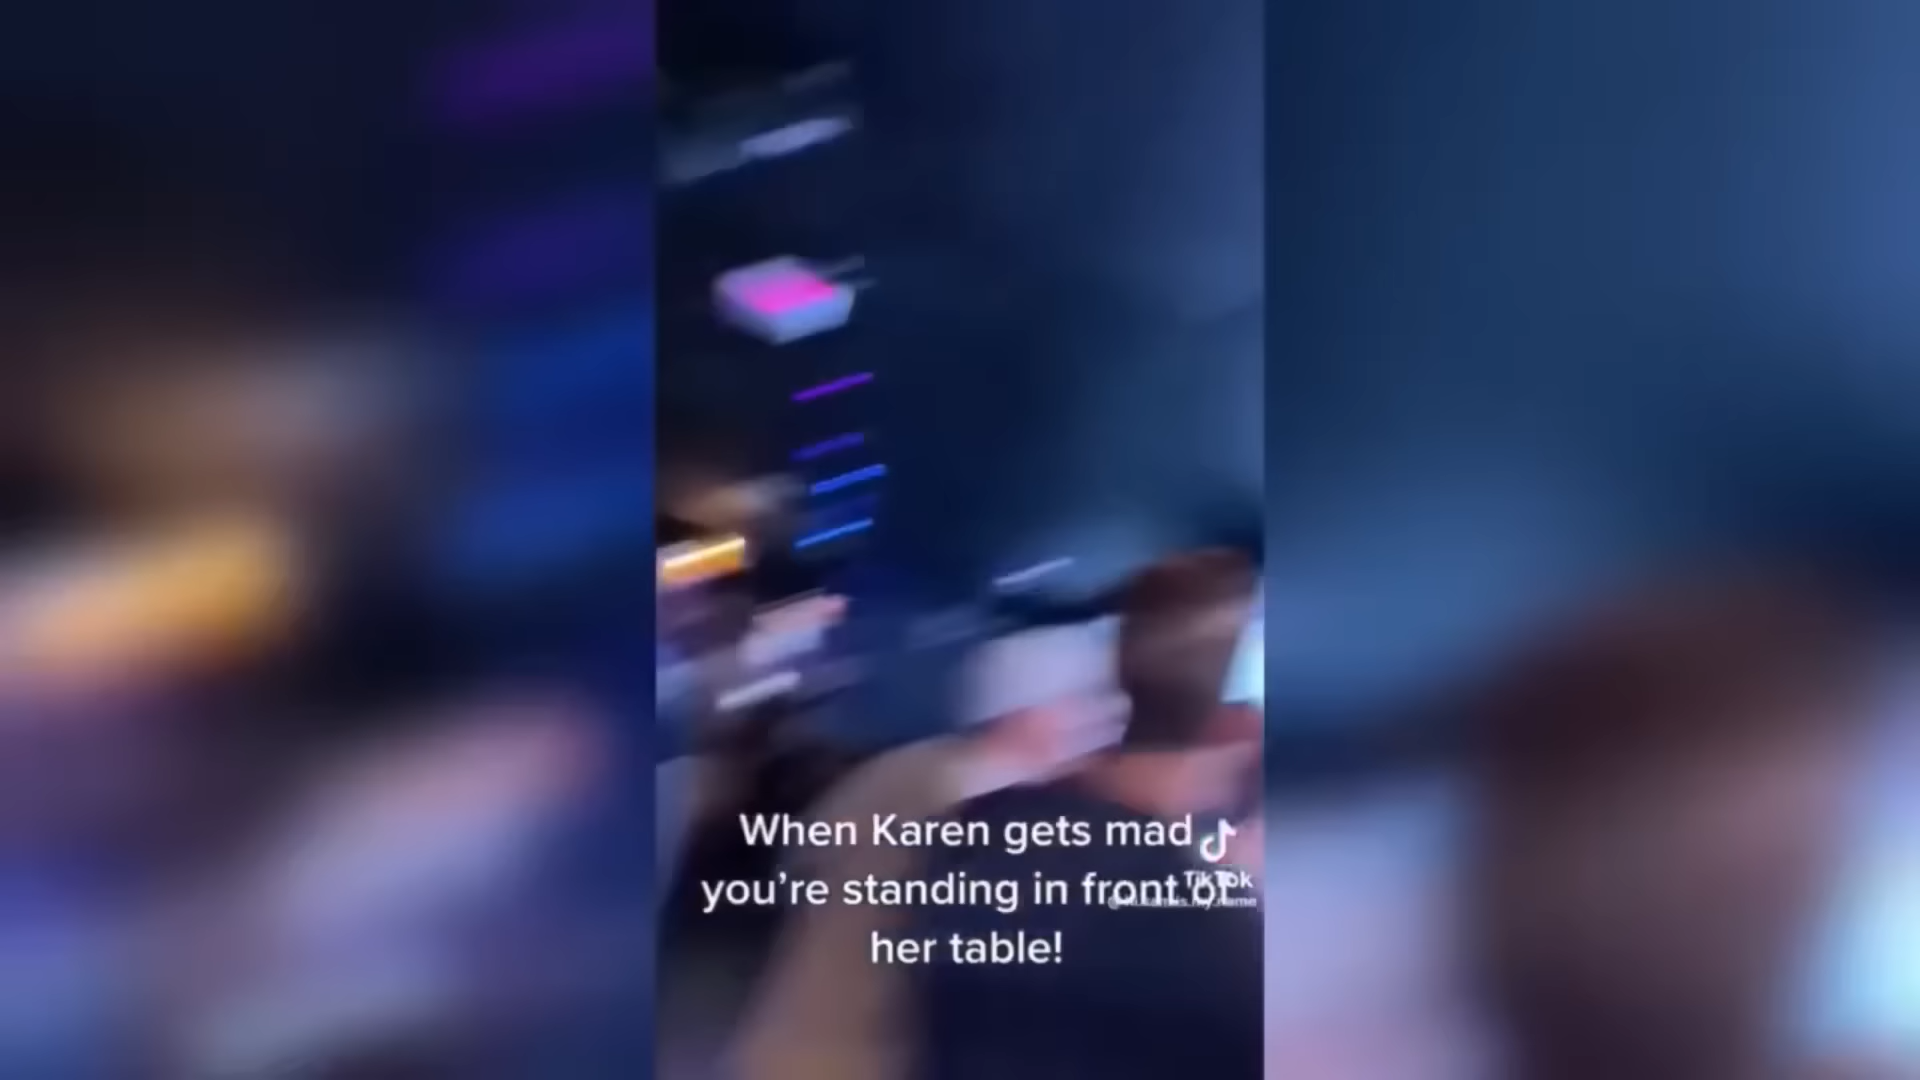 When Karen gets mad
you're standing in front of
her table!
TikTok